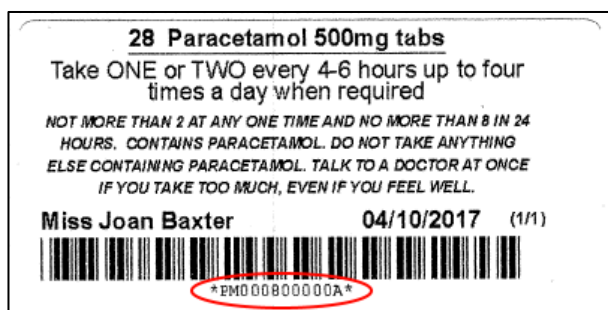 28 Paracetamol 500mg tabs
Take ONE or TWO every 4-6 hours up to four
times a day when required
NOT MORE THAN 2 AT ANY ONE TIME AND NO MORE THAN 8 IN 24
HOURS. CONTAINS PARACETAMOL. DO NOT TAKE ANYTHING
ELSE CONTAINING PARACETAMOL. TALK TO A DOCTOR AT ONCE
IF YOU TAKE TOO MUCH, EVEN IF YOU FEEL WELL.
Miss Joan Baxter 04/10/2017 (1/1)
*PM000800000A*